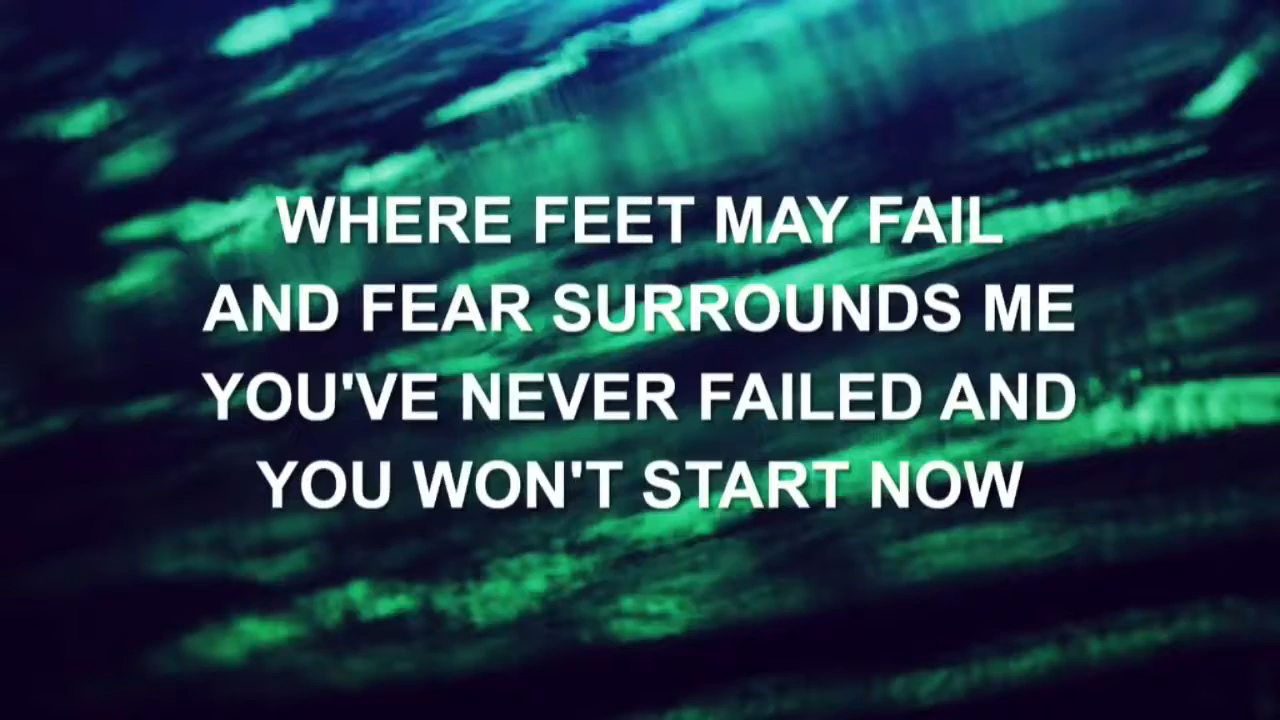 WHERE FEET MAY FAIL
AND FEAR SURROUNDS ME
YOU'VE NEVER FAILED AND
YOU WON'T START NOW